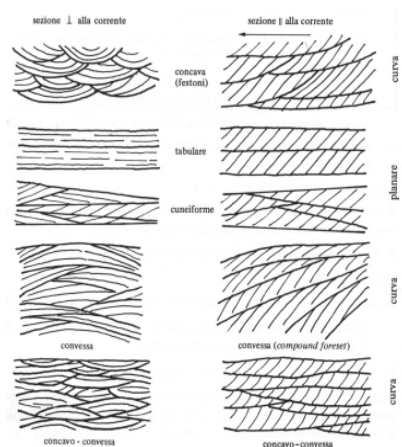 sezione ⊥ alla corrente
sezione ∥ alla corrente
concava
(festoni)
curva
tabulare
planare
cuneiforme
curva
convessa
convessa (compound foreset)
curva
concavo - convessa
concavo-convessa